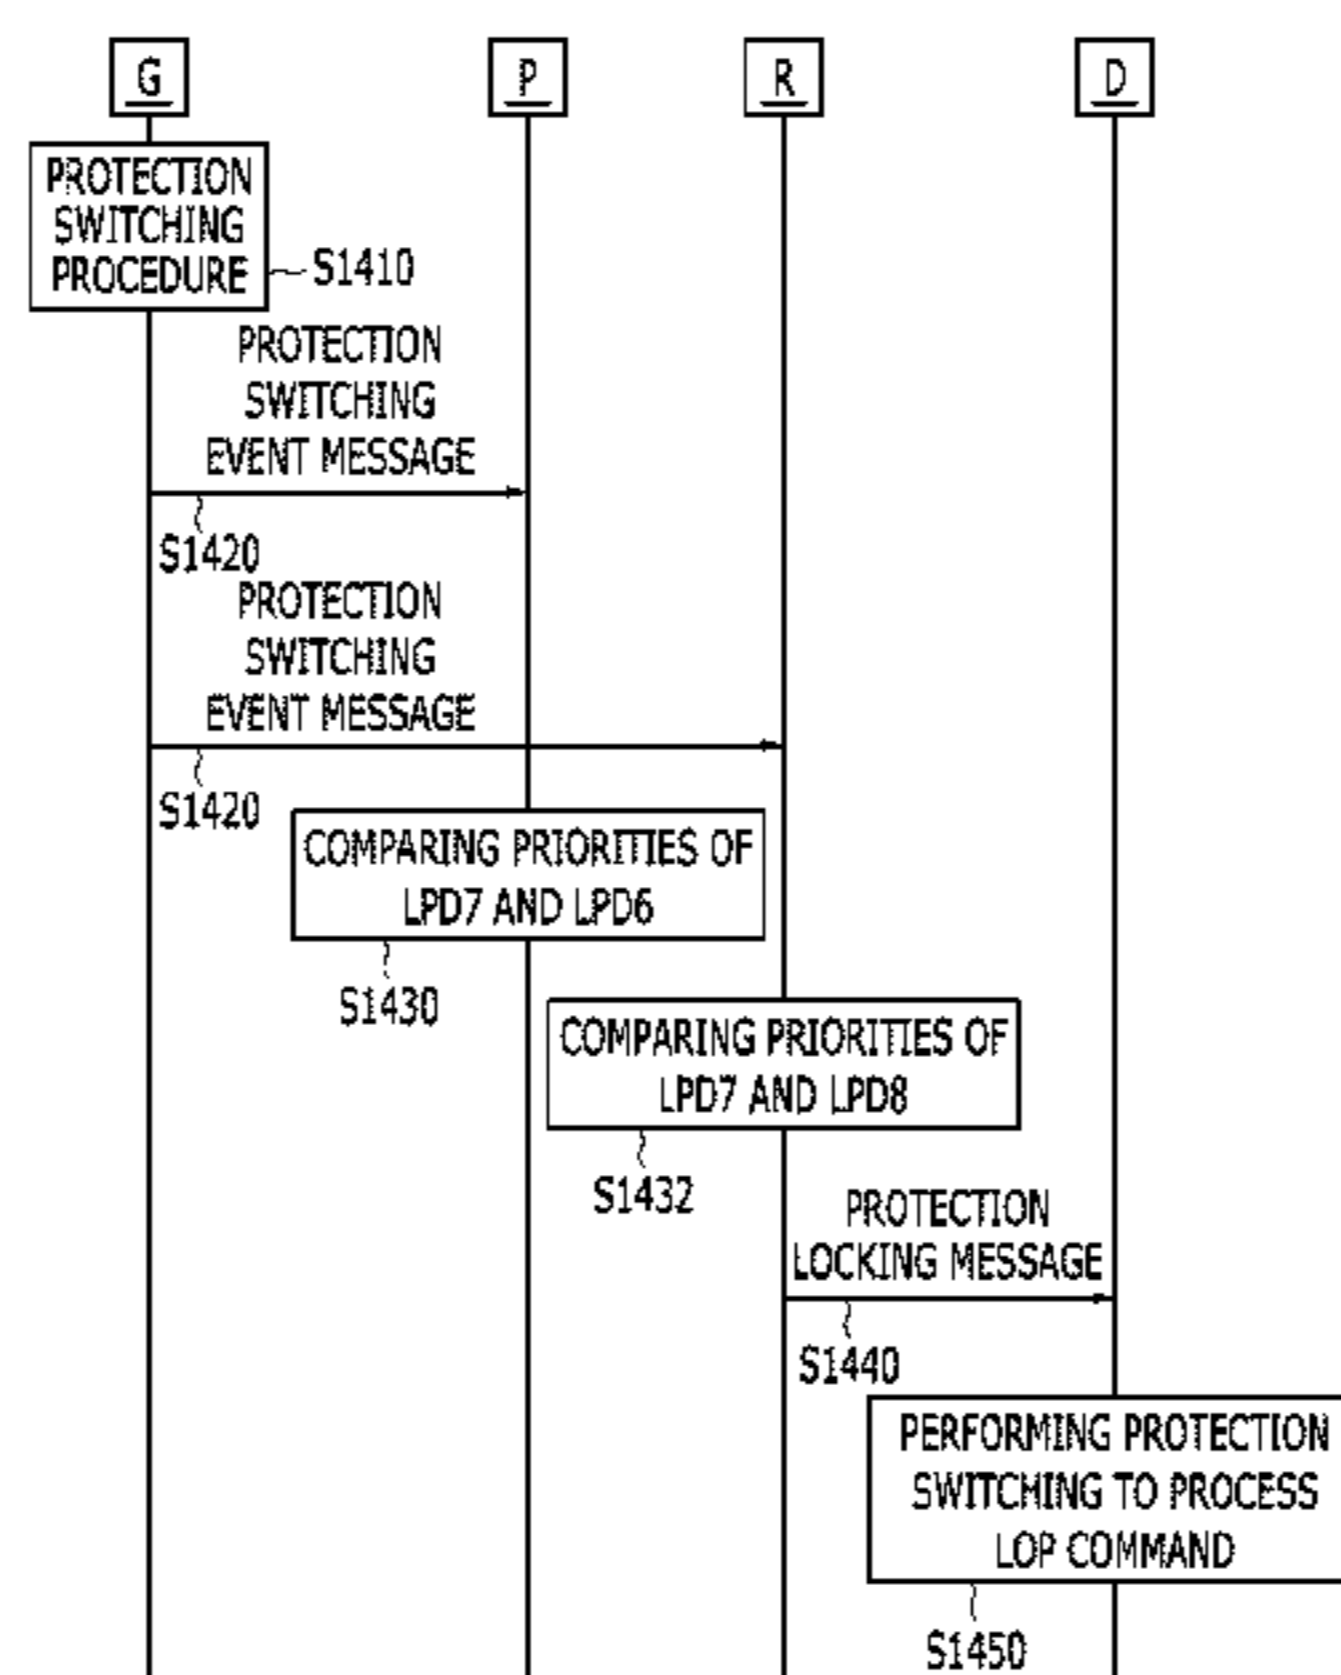 G P R D
PROTECTION
SWITCHING
PROCEDURE
S1410
PROTECTION
SWITCHING
EVENT MESSAGE
S1420
PROTECTION
SWITCHING
EVENT MESSAGE
S1420
COMPARING PRIORITIES OF
LPD7 AND LPD6
S1430
COMPARING PRIORITIES OF
LPD7 AND LPD8
S1432
PROTECTION
LOCKING MESSAGE
S1440
PERFORMING PROTECTION
SWITCHING TO PROCESS
LOP COMMAND
S1450